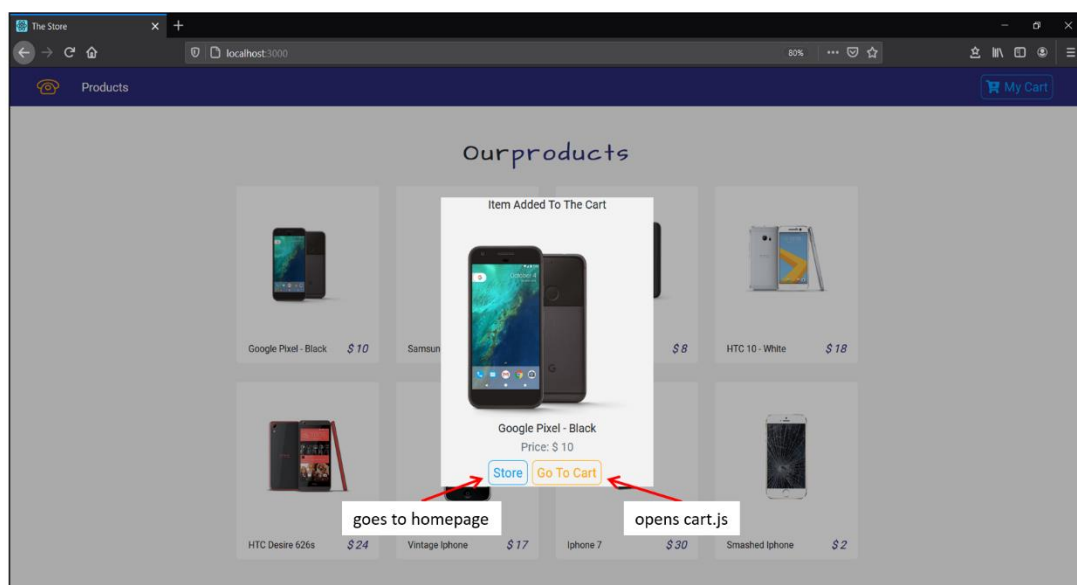 The Store
localhost:3000
80%
Products
My Cart
Our products
Item Added To The Cart
Google Pixel - Black $ 10
Samsun
$ 8
HTC 10 - White $ 18
Google Pixel - Black
Price: $ 10
Store Go To Cart
goes to homepage
opens cart.js
HTC Desire 626s $ 24
Vintage Iphone $ 17
Iphone 7 $ 30
Smashed Iphone $ 2